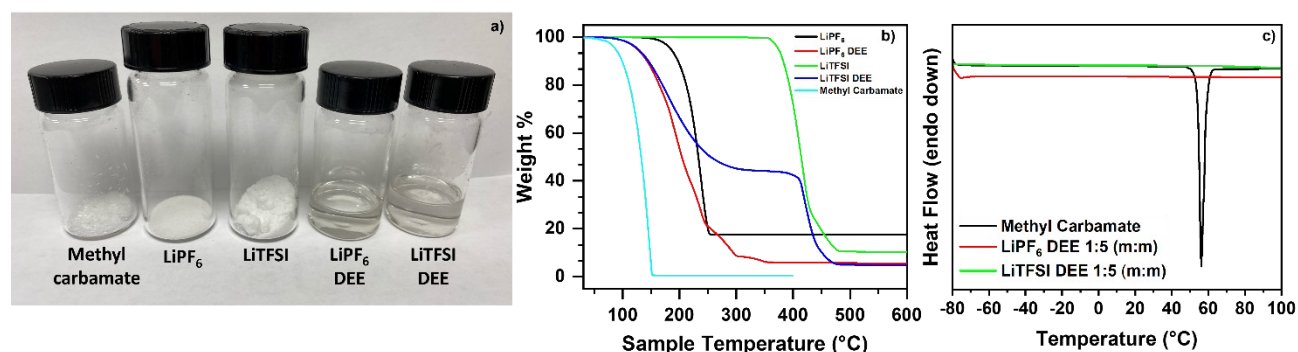 a)
Methyl
carbamate
LiPF₆
LiTFSI
LiPF₆
DEE
LiTFSI
DEE
b)
Weight %
100
80
60
40
20
0
LiPF₆
LiPF₆ DEE
LiTFSI
LiTFSI DEE
Methyl Carbamate
100 200 300 400 500 600
Sample Temperature (°C)
c)
Heat Flow (endo down)
Methyl Carbamate
LiPF₆ DEE 1:5 (m:m)
LiTFSI DEE 1:5 (m:m)
-80 -60 -40 -20 0 20 40 60 80 100
Temperature (°C)